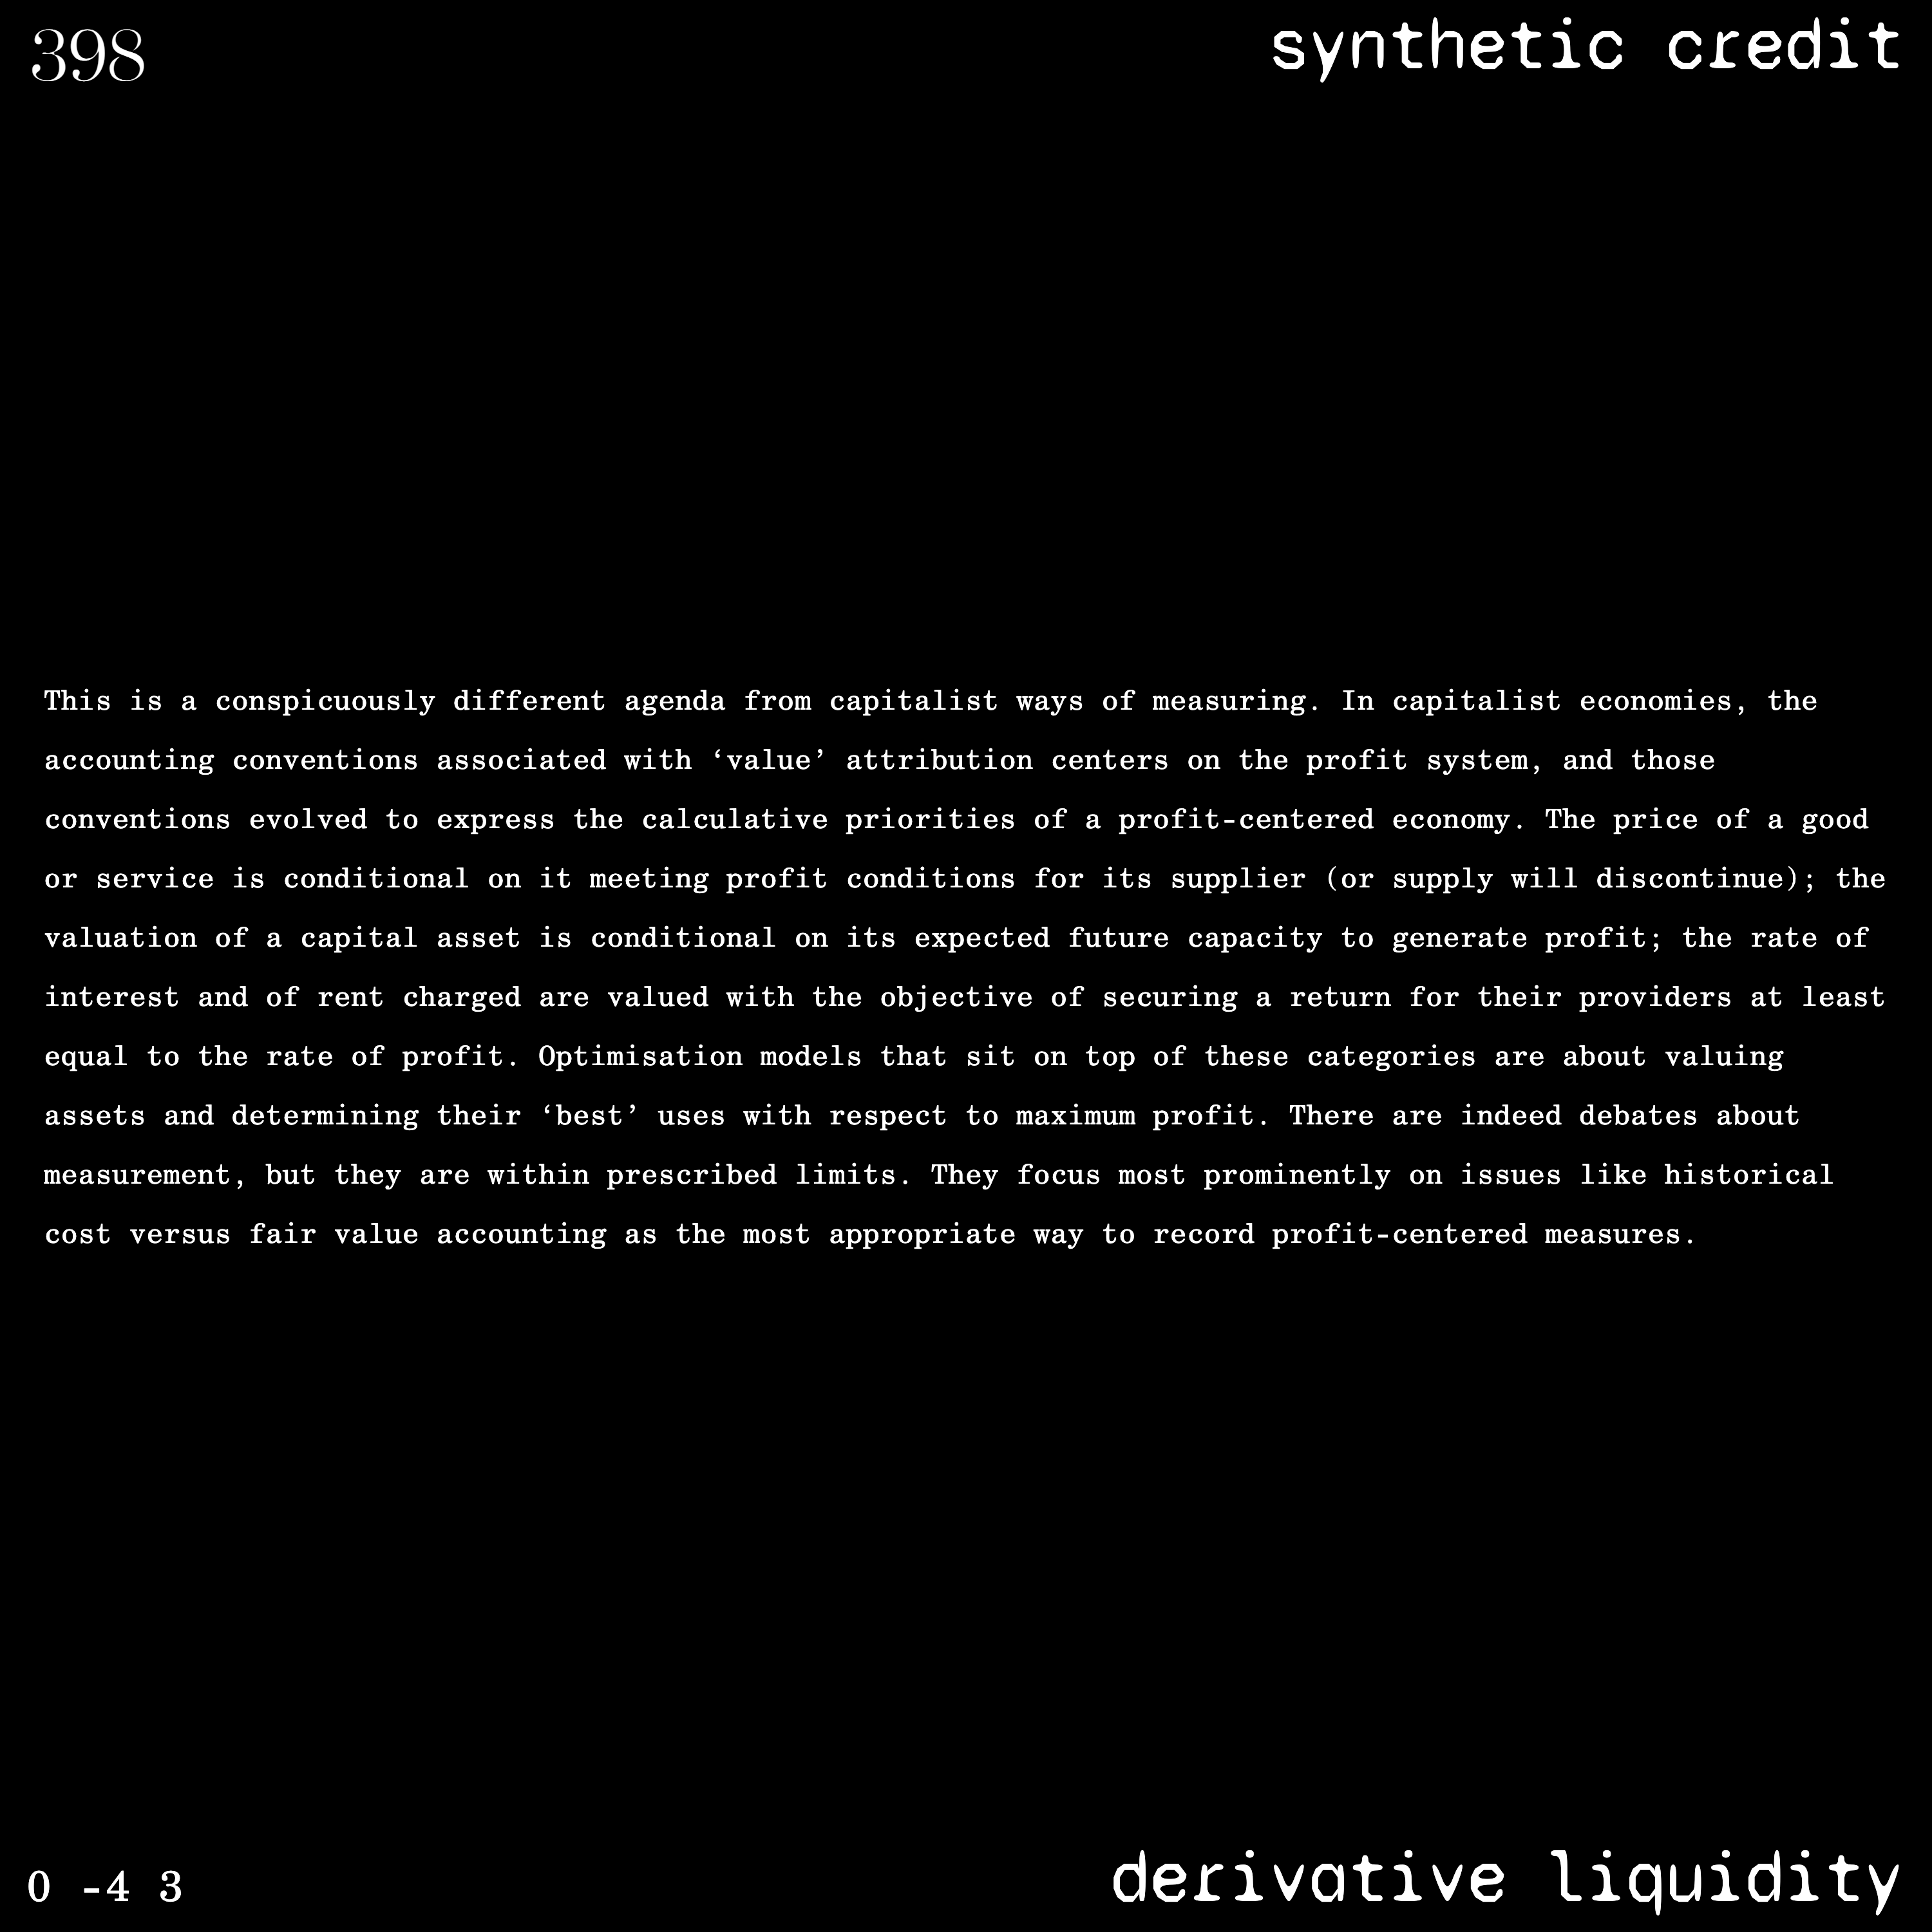 398
synthetic credit
This is a conspicuously different agenda from capitalist ways of measuring. In capitalist economies, the
accounting conventions associated with ‘value’ attribution centers on the profit system, and those
conventions evolved to express the calculative priorities of a profit-centered economy. The price of a good
or service is conditional on it meeting profit conditions for its supplier (or supply will discontinue); the
valuation of a capital asset is conditional on its expected future capacity to generate profit; the rate of
interest and of rent charged are valued with the objective of securing a return for their providers at least
equal to the rate of profit. Optimisation models that sit on top of these categories are about valuing
assets and determining their ‘best’ uses with respect to maximum profit. There are indeed debates about
measurement, but they are within prescribed limits. They focus most prominently on issues like historical
cost versus fair value accounting as the most appropriate way to record profit-centered measures.
0 -4 3
derivative liquidity